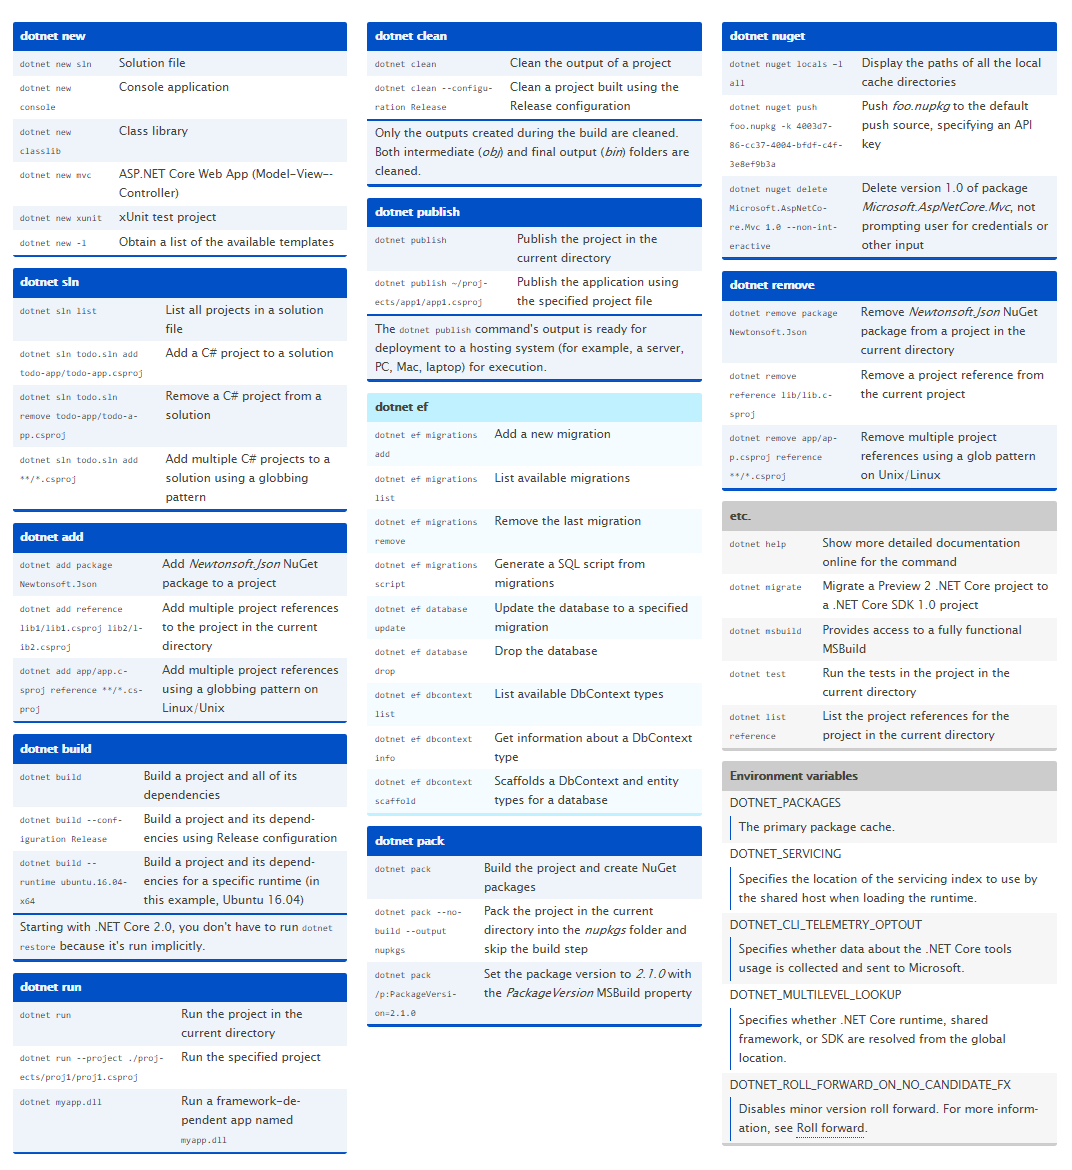 dotnet new
dotnet new sln Solution file
dotnet new Console application
console
dotnet new Class library
classlib
dotnet new mvc ASP.NET Core Web App (Model-View--
Controller)
dotnet new xunit xUnit test project
dotnet new -l Obtain a list of the available templates
dotnet sln
dotnet sln list List all projects in a solution
file
dotnet sln todo.sln add Add a C# project to a solution
todo-app/todo-app.csproj
dotnet sln todo.sln Remove a C# project from a
remove todo-app/todo-a- solution
pp.csproj
dotnet sln todo.sln add Add multiple C# projects to a
**/*.csproj solution using a globbing
pattern
dotnet add
dotnet add package Add Newtonsoft.Json NuGet
Newtonsoft.Json package to a project
dotnet add reference Add multiple project references
lib1/lib1.csproj lib2/l- to the project in the current
ib2.csproj directory
dotnet add app/app.c- Add multiple project references
sproj reference **/*.cs- using a globbing pattern on
proj Linux/Unix
dotnet build
dotnet build Build a project and all of its
dependencies
dotnet build --conf- Build a project and its depend-
iguration Release encies using Release configuration
dotnet build -- Build a project and its depend-
runtime ubuntu.16.04- encies for a specific runtime (in
x64 this example, Ubuntu 16.04)
Starting with .NET Core 2.0, you don't have to run dotnet
restore because it's run implicitly.
dotnet run
dotnet run Run the project in the
current directory
dotnet run --project ./proj- Run the specified project
ects/proj1/proj1.csproj
dotnet myapp.dll Run a framework-de-
pendent app named
myapp.dll
dotnet clean
dotnet clean Clean the output of a project
dotnet clean --configu- Clean a project built using the
ration Release Release configuration
Only the outputs created during the build are cleaned.
Both intermediate (obj) and final output (bin) folders are
cleaned.
dotnet publish
dotnet publish Publish the project in the
current directory
dotnet publish ~/proj- Publish the application using
ects/app1/app1.csproj the specified project file
The dotnet publish command's output is ready for
deployment to a hosting system (for example, a server,
PC, Mac, laptop) for execution.
dotnet ef
dotnet ef migrations Add a new migration
add
dotnet ef migrations List available migrations
list
dotnet ef migrations Remove the last migration
remove
dotnet ef migrations Generate a SQL script from
script migrations
dotnet ef database Update the database to a specified
update migration
dotnet ef database Drop the database
drop
dotnet ef dbcontext List available DbContext types
list
dotnet ef dbcontext Get information about a DbContext
info type
dotnet ef dbcontext Scaffolds a DbContext and entity
scaffold types for a database
dotnet pack
dotnet pack Build the project and create NuGet
packages
dotnet pack --no- Pack the project in the current
build --output directory into the nupkgs folder and
nupkgs skip the build step
dotnet pack Set the package version to 2.1.0 with
/p:PackageVersi- the PackageVersion MSBuild property
on=2.1.0
dotnet nuget
dotnet nuget locals -l Display the paths of all the local
all cache directories
dotnet nuget push Push foo.nupkg to the default
foo.nupkg -k 4003d7- push source, specifying an API
86-cc37-4004-bfdf-c4f- key
3e8ef9b3a
dotnet nuget delete Delete version 1.0 of package
Microsoft.AspNetCo- Microsoft.AspNetCore.Mvc, not
re.Mvc 1.0 --non-int- prompting user for credentials or
eractive other input
dotnet remove
dotnet remove package Remove Newtonsoft.Json NuGet
Newtonsoft.Json package from a project in the
current directory
dotnet remove Remove a project reference from
reference lib/lib.c- the current project
sproj
dotnet remove app/ap- Remove multiple project
p.csproj reference references using a glob pattern
**/*.csproj on Unix/Linux
etc.
dotnet help Show more detailed documentation
online for the command
dotnet migrate Migrate a Preview 2 .NET Core project to
a .NET Core SDK 1.0 project
dotnet msbuild Provides access to a fully functional
MSBuild
dotnet test Run the tests in the project in the
current directory
dotnet list List the project references for the
reference project in the current directory
Environment variables
DOTNET_PACKAGES
The primary package cache.
DOTNET_SERVICING
Specifies the location of the servicing index to use by
the shared host when loading the runtime.
DOTNET_CLI_TELEMETRY_OPTOUT
Specifies whether data about the .NET Core tools
usage is collected and sent to Microsoft.
DOTNET_MULTILEVEL_LOOKUP
Specifies whether .NET Core runtime, shared
framework, or SDK are resolved from the global
location.
DOTNET_ROLL_FORWARD_ON_NO_CANDIDATE_FX
Disables minor version roll forward. For more inform-
ation, see Roll forward.